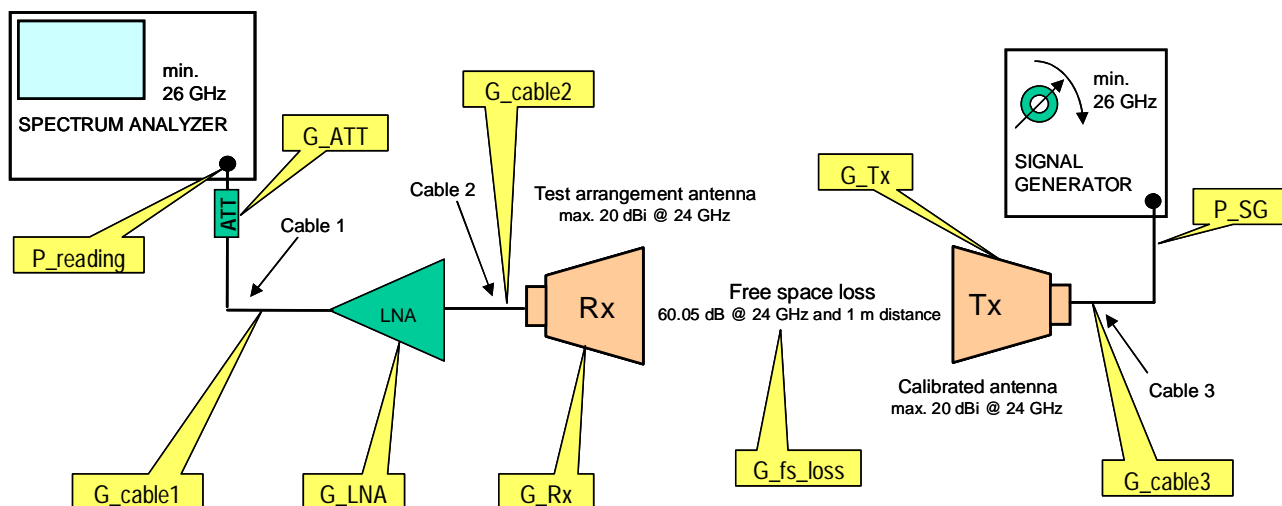 min.
26 GHz
SPECTRUM ANALYZER
G_ATT
ATT
P_reading
Cable 1
G_cable1
LNA
G_LNA
Cable 2
G_cable2
Test arrangement antenna
max. 20 dBi @ 24 GHz
Rx
G_Rx
Free space loss
60.05 dB @ 24 GHz and 1 m distance
G_fs_loss
G_Tx
Tx
Calibrated antenna
max. 20 dBi @ 24 GHz
min.
26 GHz
SIGNAL
GENERATOR
P_SG
Cable 3
G_cable3